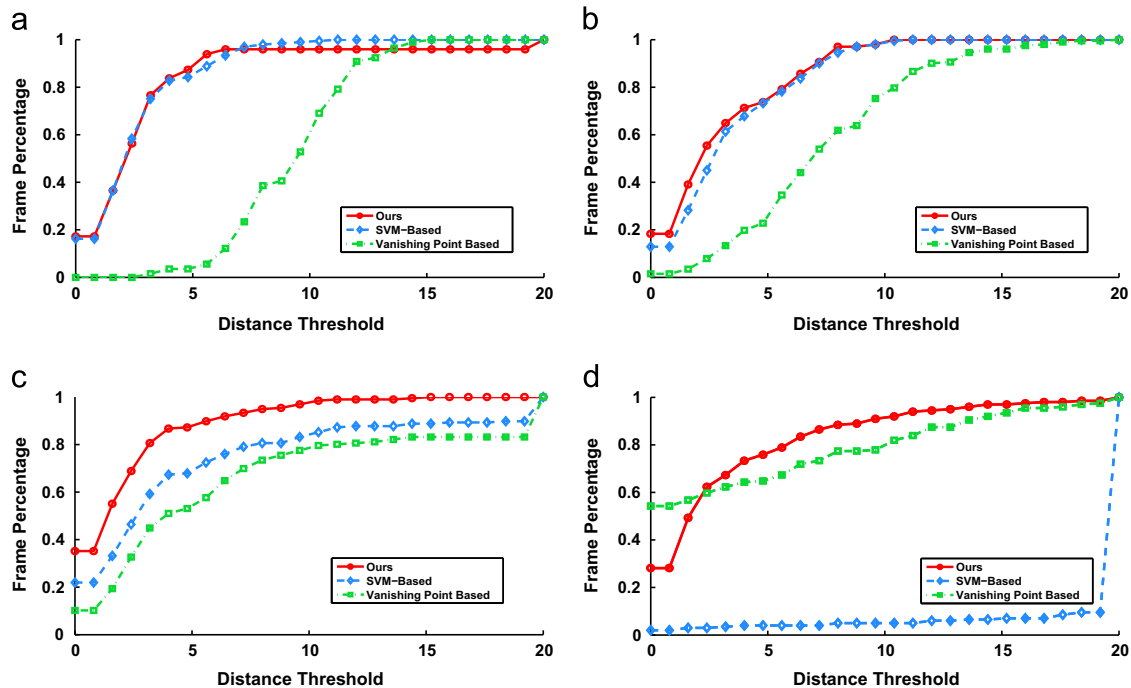 a
1
0.8
0.6
0.4
0.2
0
Frame Percentage
Ours
SVM-Based
Vanishing Point Based
0 5 10 15 20
Distance Threshold
b
1
0.8
0.6
0.4
0.2
0
Frame Percentage
Ours
SVM-Based
Vanishing Point Based
0 5 10 15 20
Distance Threshold
c
1
0.8
0.6
0.4
0.2
0
Frame Percentage
Ours
SVM-Based
Vanishing Point Based
0 5 10 15 20
Distance Threshold
d
1
0.8
0.6
0.4
0.2
0
Frame Percentage
Ours
SVM-Based
Vanishing Point Based
0 5 10 15 20
Distance Threshold